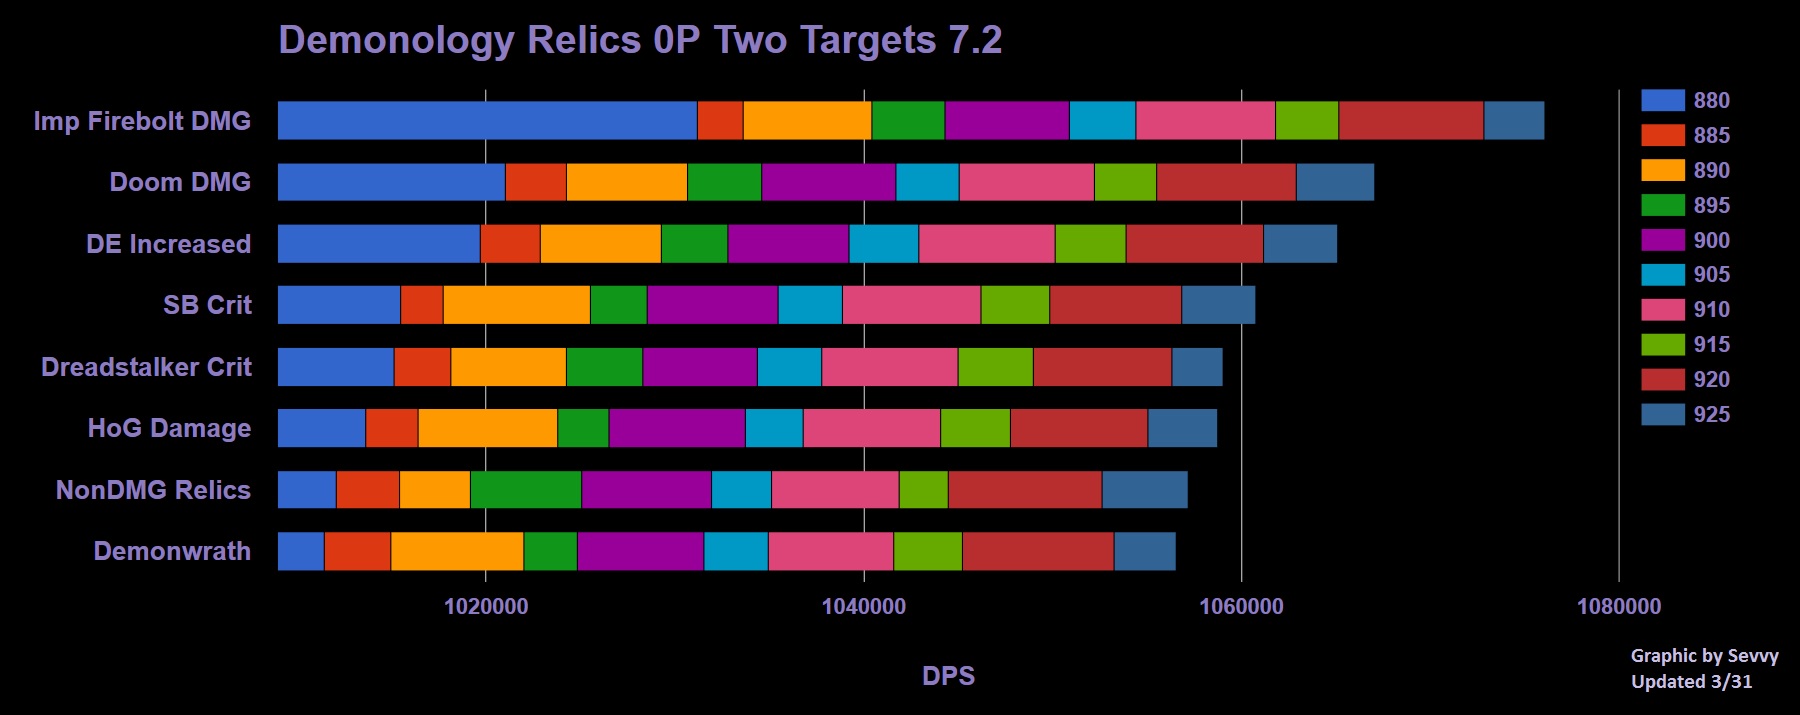 Demonology Relics 0P Two Targets 7.2
Imp Firebolt DMG
Doom DMG
DE Increased
SB Crit
Dreadstalker Crit
HoG Damage
NonDMG Relics
Demonwrath
1020000
1040000
1060000
1080000
DPS
880
885
890
895
900
905
910
915
920
925
Graphic by Sevvy
Updated 3/31